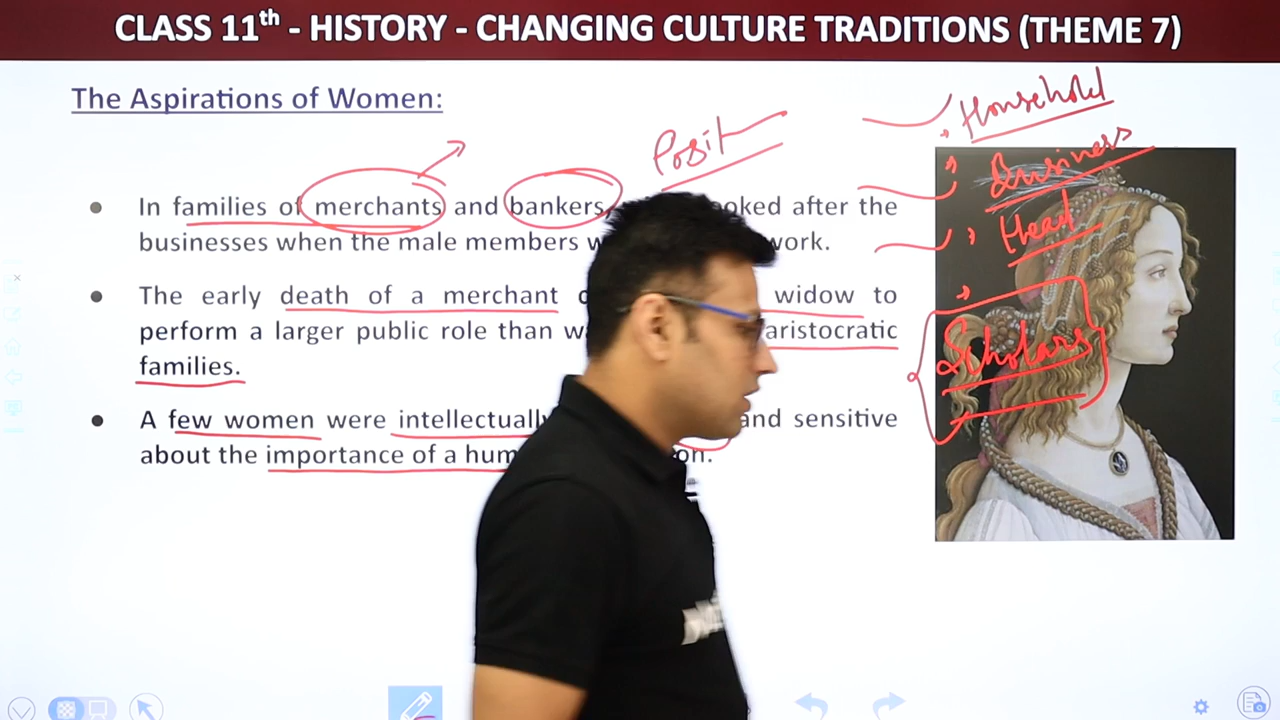 CLASS 11th - HISTORY - CHANGING CULTURE TRADITIONS (THEME 7)
The Aspirations of Women:
Household
Posit
Business
Head
• In families of merchants and bankers, looked after the
businesses when the male members work.
• The early death of a merchant widow to
perform a larger public role than aristocratic
families.
Scholars
• A few women were intellectually and sensitive
about the importance of a